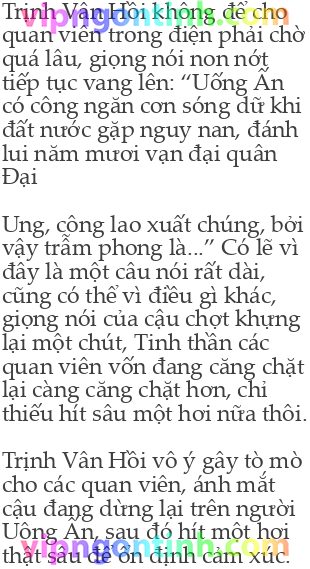 Trịnh Vân Hồi không để cho
vipngontinh.com
quan viên trong điện phải chờ
quá lâu, giọng nói non nớt
tiếp tục vang lên: “Uống Ẩn
có công ngăn cơn sóng dữ khi
đất nước gặp nguy nan, đánh
lui năm mươi vạn đại quân
Đại
Ung, công lao xuất chúng, bởi
vậy trẫm phong là...” Có lẽ vì
đây là một câu nói rất dài,
cũng có thể vì điều gì khác,
giọng nói của cậu chợt khựng
lại một chút, Tinh thần các
quan viên vốn đang căng chặt
lại càng căng chặt hơn, chỉ
thiếu hít sâu một hơi nữa thôi.
Trịnh Vân Hồi vô ý gây tò mò
cho các quan viên, ánh mắt
cậu đang dừng lại trên người
Uông Ẩn, sau đó hít một hơi
vipngontinh.com
thật sâu để ổn định cảm xúc.